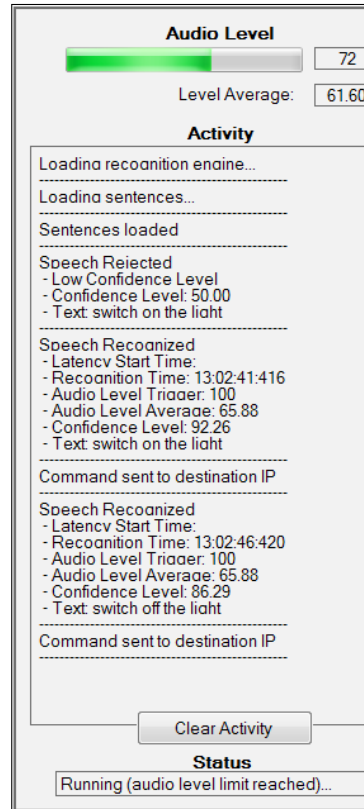 Audio Level
72
Level Average: 61.60
Activity
Loading recognition engine...
----------------------------------------------------
Loading sentences...
----------------------------------------------------
Sentences loaded
----------------------------------------------------
Speech Rejected
- Low Confidence Level
- Confidence Level: 50.00
- Text: switch on the light
----------------------------------------------------
Speech Recognized
- Latency Start Time:
- Recognition Time: 13:02:41:416
- Audio Level Trigger: 100
- Audio Level Average: 65.88
- Confidence Level: 92.26
- Text: switch on the light
----------------------------------------------------
Command sent to destination IP
----------------------------------------------------
Speech Recognized
- Latency Start Time:
- Recognition Time: 13:02:46:420
- Audio Level Trigger: 100
- Audio Level Average: 65.88
- Confidence Level: 86.29
- Text: switch off the light
----------------------------------------------------
Command sent to destination IP
----------------------------------------------------
Clear Activity
Status
Running (audio level limit reached)...